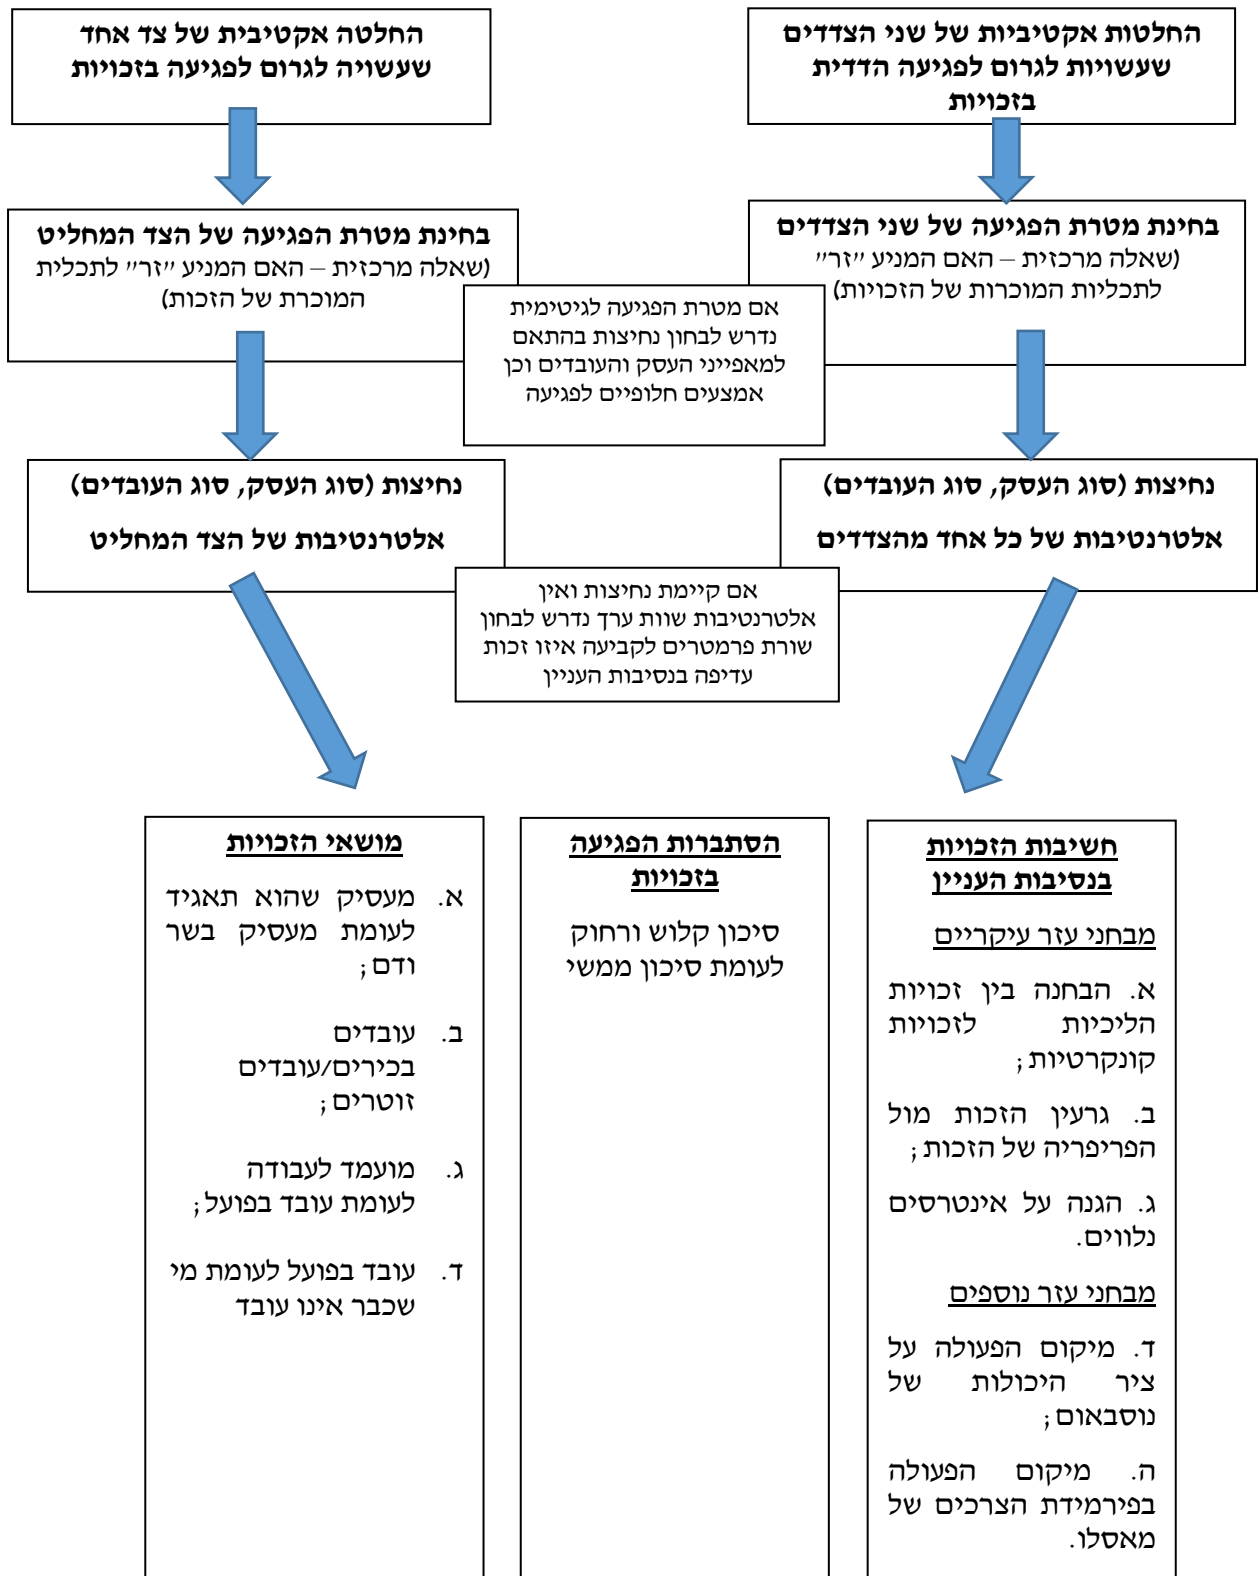 החלטות אקטיביות של שני הצדדים
שעשויות לגרום לפגיעה הדדית
בזכויות
החלטה אקטיבית של צד אחד
שעשויה לגרום לפגיעה בזכויות
בחינת מטרת הפגיעה של שני הצדדים
(שאלה מרכזית – האם המניע "זר"
לתכליות המוכרות של הזכויות)
בחינת מטרת הפגיעה של הצד המחליט
(שאלה מרכזית – האם המניע "זר" לתכלית
המוכרת של הזכות)
אם מטרת הפגיעה לגיטימית
נדרש לבחון נחיצות בהתאם
למאפייני העסק והעובדים וכן
אמצעים חלופיים לפגיעה
נחיצות (סוג העסק, סוג העובדים)
אלטרנטיבות של כל אחד מהצדדים
נחיצות (סוג העסק, סוג העובדים)
אלטרנטיבות של הצד המחליט
אם קיימת נחיצות ואין
אלטרנטיבות שוות ערך נדרש לבחון
שורת פרמטרים לקביעה איזו זכות
עדיפה בנסיבות העניין
חשיבות הזכויות
בנסיבות העניין
מבחני עזר עיקריים
א. הבחנה בין זכויות
הליכיות לזכויות
קונקרטיות;
ב. גרעין הזכות מול
הפריפריה של הזכות;
ג. הגנה על אינטרסים
נלווים.
מבחני עזר נוספים
ד. מיקום הפעולה על
ציר היכולות של
נוסבאום;
ה. מיקום הפעולה
בפירמידת הצרכים של
מאסלו.
הסתברות הפגיעה
בזכויות
סיכון קלוש ורחוק
לעומת סיכון ממשי
מושאי הזכויות
א. מעסיק שהוא תאגיד
לעומת מעסיק בשר
ודם;
ב. עובדים
בכירים/עובדים
זוטרים;
ג. מועמד לעבודה
לעומת עובד בפועל;
ד. עובד בפועל לעומת מי
שכבר אינו עובד